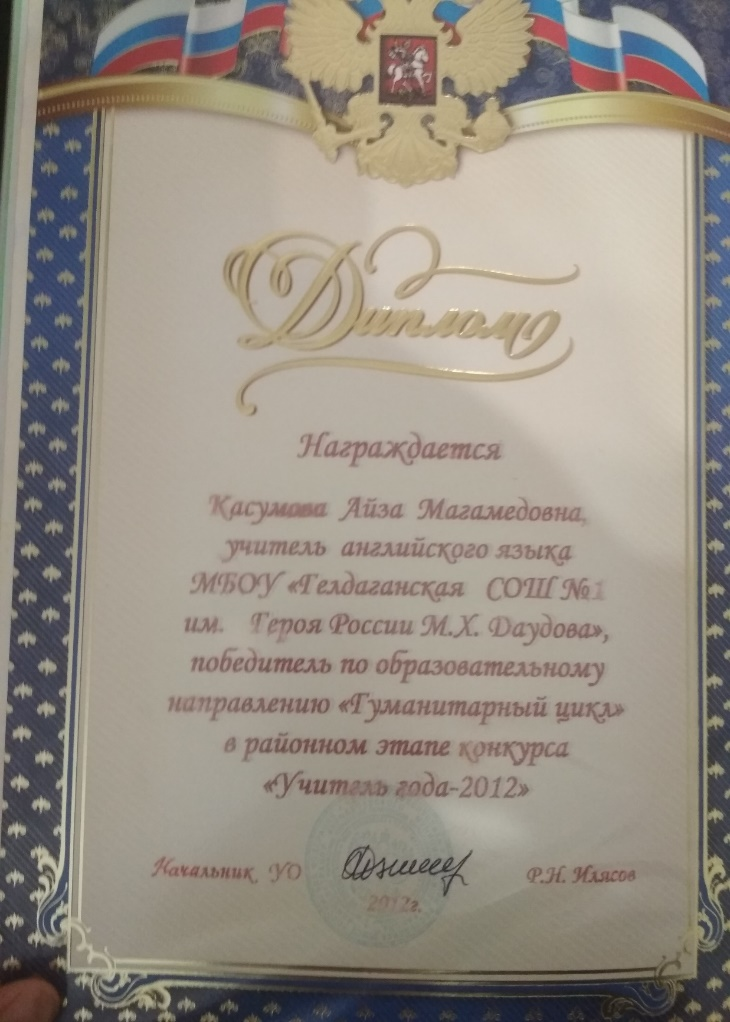 Диплом
Награждается
Касумова Айза Магамедовна,
учитель английского языка
МБОУ «Гелдаганская СОШ №1
им. Героя России М.Х. Даудова»,
победитель по образовательному
направлению «Гуманитарный цикл»
в районном этапе конкурса
«Учитель года-2012»
Начальник УО Р.Н. Илясов
2012г.